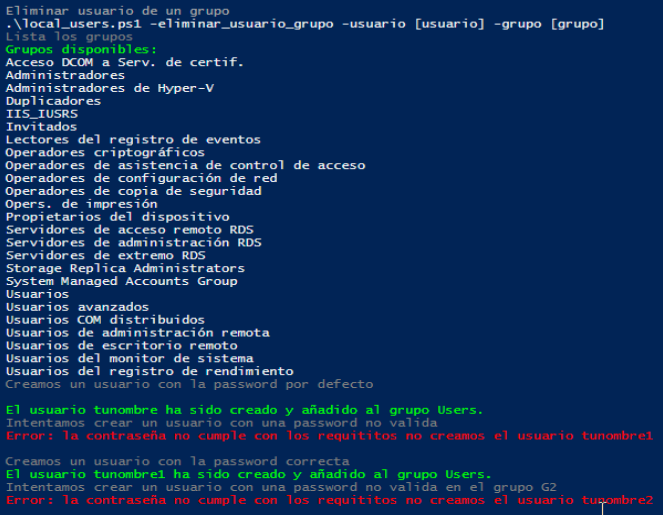 Eliminar usuario de un grupo
.\local_users.ps1 -eliminar_usuario_grupo -usuario [usuario] -grupo [grupo]
Lista los grupos
Grupos disponibles:
Acceso DCOM a Serv. de certif.
Administradores
Administradores de Hyper-V
Duplicadores
IIS_IUSRS
Invitados
Lectores del registro de eventos
Operadores criptográficos
Operadores de asistencia de control de acceso
Operadores de configuración de red
Operadores de copia de seguridad
Opers. de impresión
Propietarios del dispositivo
Servidores de acceso remoto RDS
Servidores de administración RDS
Servidores de extremo RDS
Storage Replica Administrators
System Managed Accounts Group
Usuarios
Usuarios avanzados
Usuarios COM distribuidos
Usuarios de administración remota
Usuarios de escritorio remoto
Usuarios del monitor de sistema
Usuarios del registro de rendimiento
Creamos un usuario con la password por defecto
El usuario tunombre ha sido creado y añadido al grupo Users.
Intentamos crear un usuario con una password no valida
Error: la contraseña no cumple con los requititos no creamos el usuario tunombre1
Creamos un usuario con la password correcta
El usuario tunombre1 ha sido creado y añadido al grupo Users.
Intentamos crear un usuario con una password no valida en el grupo G2
Error: la contraseña no cumple con los requititos no creamos el usuario tunombre2